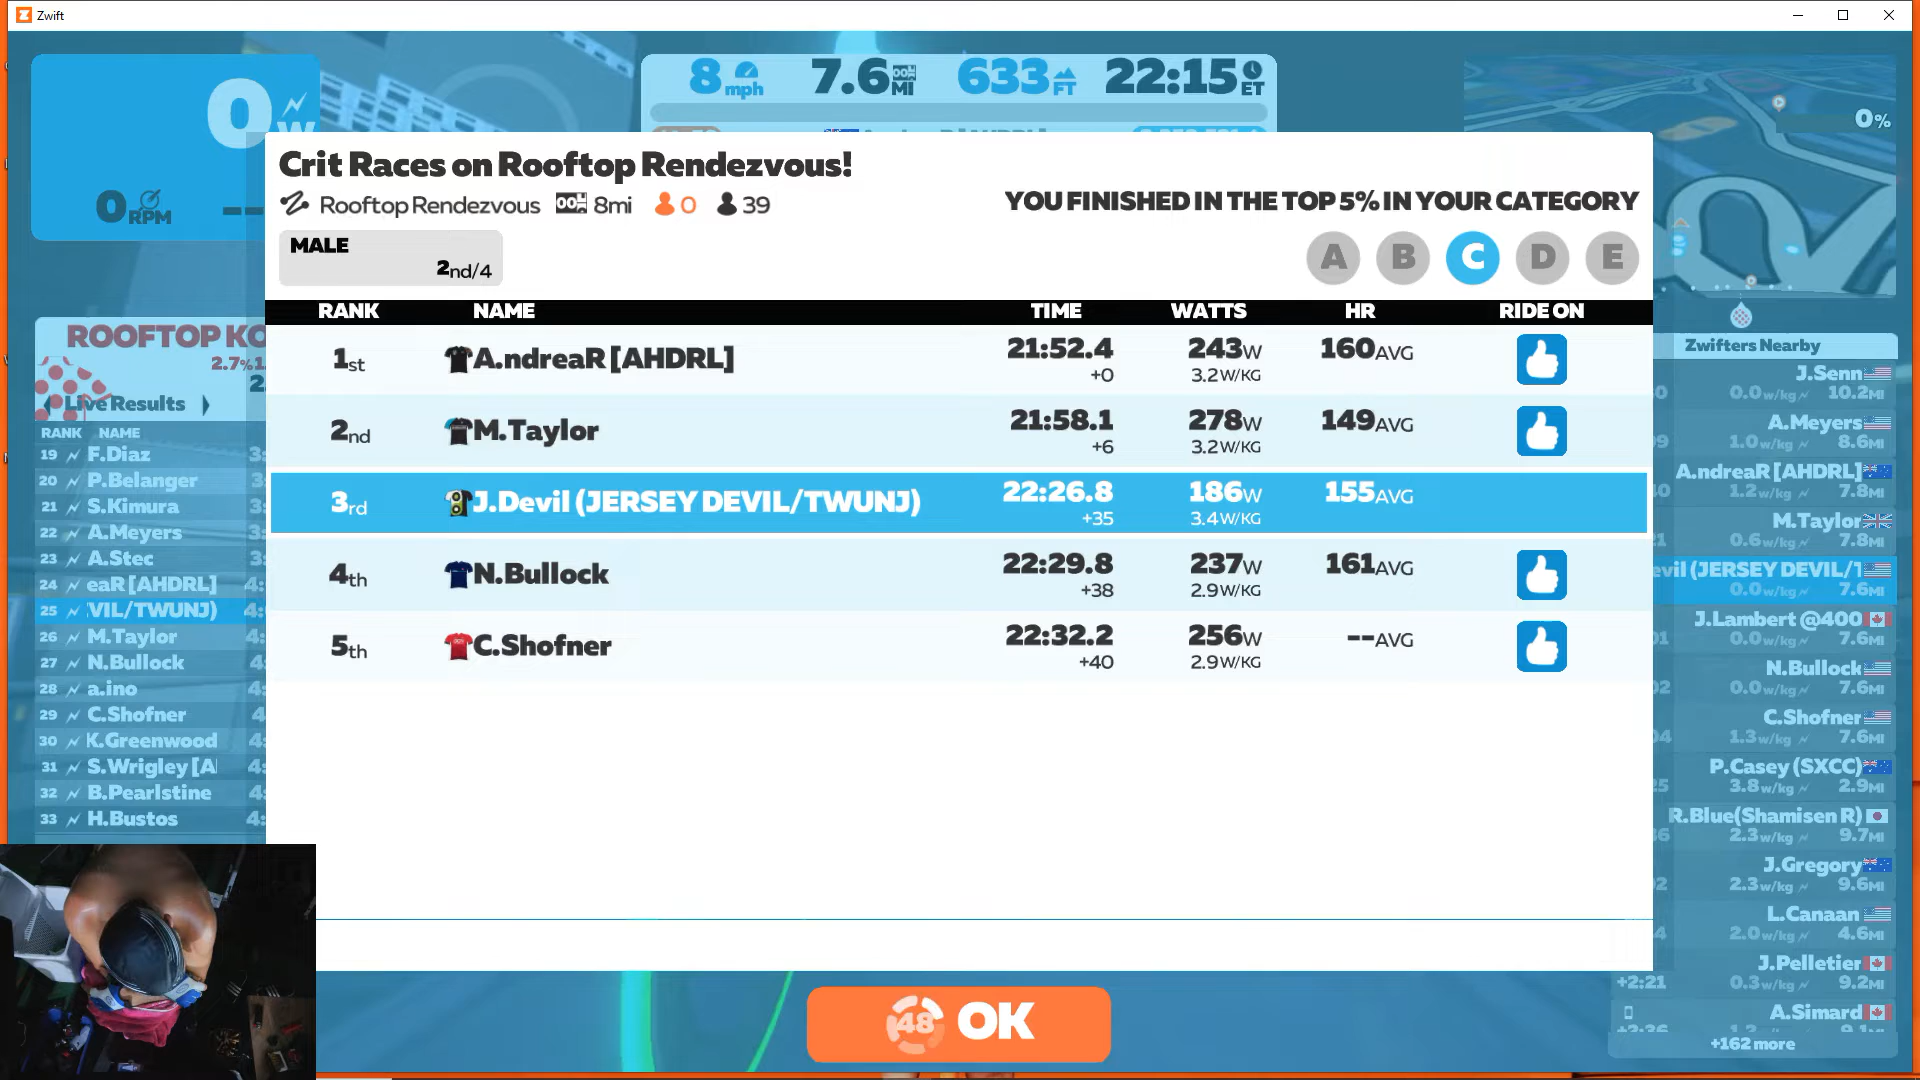 Zwift
0W
0RPM
--
8mph 7.6MI 633FT 22:15ET
0%
Crit Races on Rooftop Rendezvous!
Rooftop Rendezvous 8mi 0 39
YOU FINISHED IN THE TOP 5% IN YOUR CATEGORY
MALE
2nd/4
A B C D E
RANK NAME TIME WATTS HR RIDE ON
1st A.ndreaR [AHDRL] 21:52.4 243W 160AVG
+0 3.2W/KG
2nd M.Taylor 21:58.1 278W 149AVG
+6 3.2W/KG
3rd J.Devil (JERSEY DEVIL/TWUNJ) 22:26.8 186W 155AVG
+35 3.4W/KG
4th N.Bullock 22:29.8 237W 161AVG
+38 2.9W/KG
5th C.Shofner 22:32.2 256W --AVG
+40 2.9W/KG
ROOFTOP KO
2.7%
Live Results
RANK NAME
19 F.Diaz
20 P.Belanger
21 S.Kimura
22 A.Meyers
23 A.Stec
24 eaR [AHDRL]
25 VIL/TWUNJ)
26 M.Taylor
27 N.Bullock
28 a.ino
29 C.Shofner
30 K.Greenwood
31 S.Wrigley [A
32 B.Pearlstine
33 H.Bustos
Zwifters Nearby
J.Senn
0.0w/kg 10.2MI
A.Meyers
1.0w/kg 8.6MI
A.ndreaR [AHDRL]
1.2w/kg 7.8MI
M.Taylor
0.6w/kg 7.8MI
evil (JERSEY DEVIL/T
0.0w/kg 7.6MI
J.Lambert @400
0.0w/kg 7.6MI
N.Bullock
0.0w/kg 7.6MI
C.Shofner
1.3w/kg 7.6MI
P.Casey (SXCC)
3.8w/kg 2.9MI
R.Blue(Shamisen R)
2.3w/kg 9.7MI
J.Gregory
2.3w/kg 9.6MI
L.Canaan
2.0w/kg 4.6MI
J.Pelletier
+2:21 0.3w/kg 9.2MI
A.Simard
+162 more
48 OK